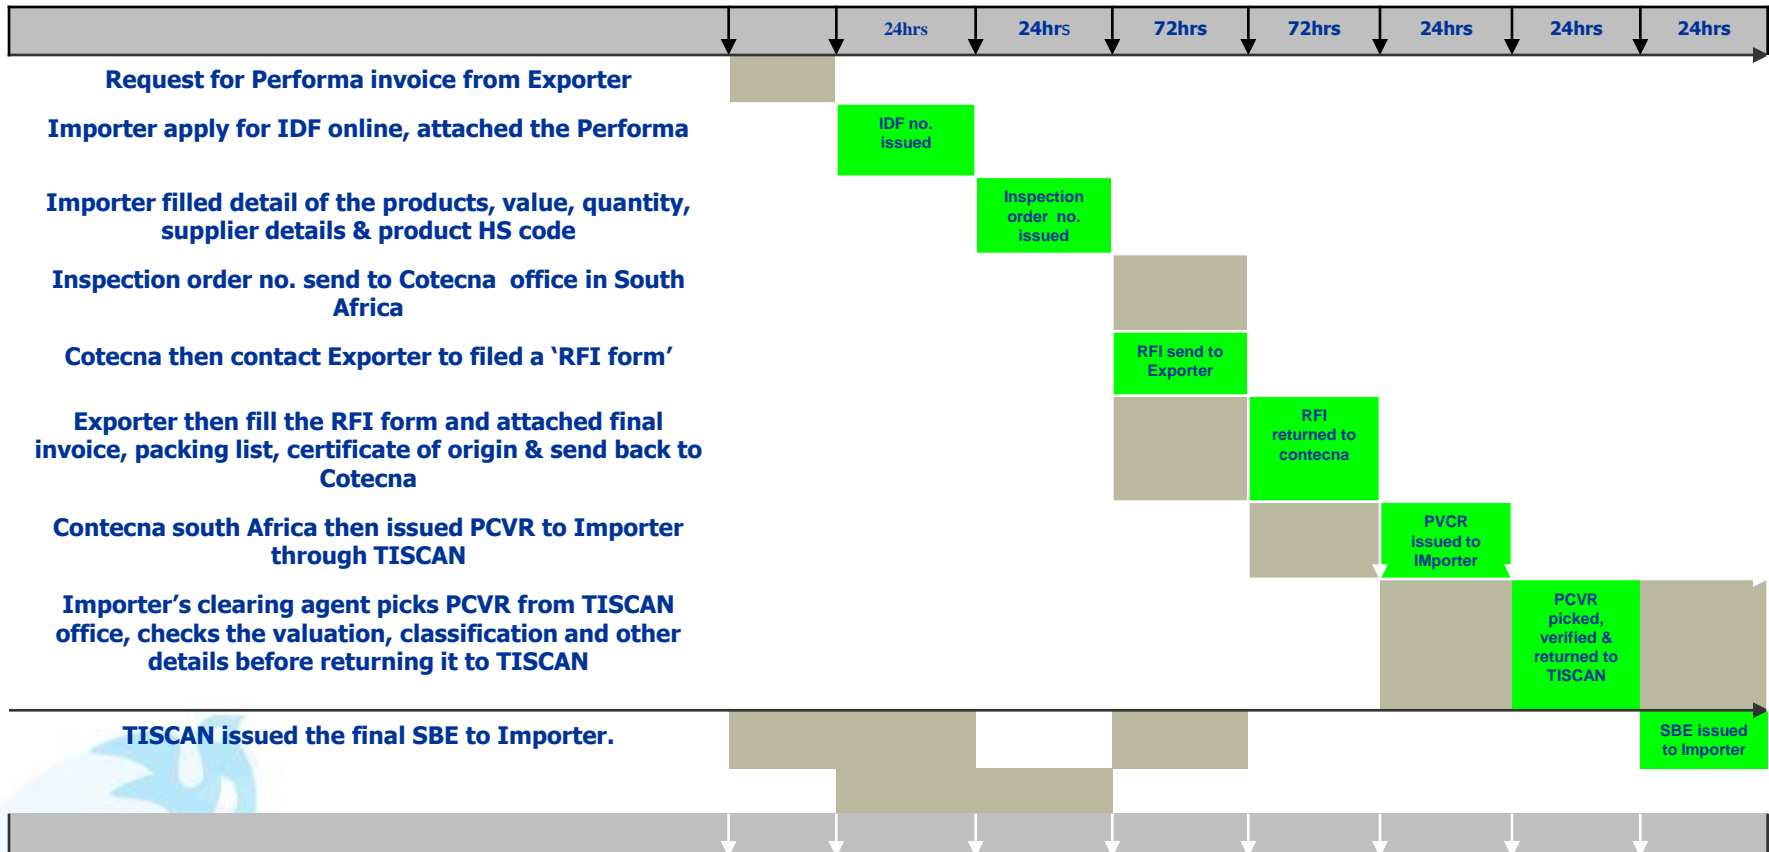 24hrs 24hrs 72hrs 72hrs 24hrs 24hrs 24hrs
Request for Performa invoice from Exporter
Importer apply for IDF online, attached the Performa
IDF no.
issued
Importer filled detail of the products, value, quantity,
supplier details & product HS code
Inspection
order no.
issued
Inspection order no. send to Cotecna office in South
Africa
Cotecna then contact Exporter to filed a ‘RFI form’
RFI send to
Exporter
Exporter then fill the RFI form and attached final
invoice, packing list, certificate of origin & send back to
Cotecna
RFI
returned to
contecna
Contecna south Africa then issued PCVR to Importer
through TISCAN
PVCR
issued to
IMporter
Importer’s clearing agent picks PCVR from TISCAN
office, checks the valuation, classification and other
details before returning it to TISCAN
PCVR
picked,
verified &
returned to
TISCAN
TISCAN issued the final SBE to Importer.
SBE issued
to Importer